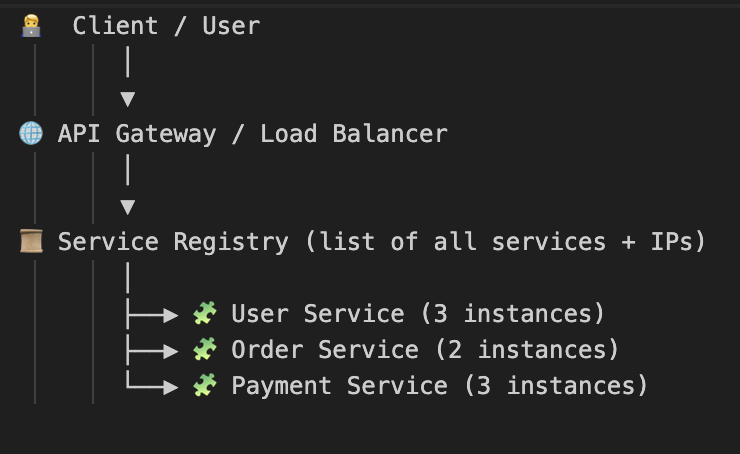 Client / User
API Gateway / Load Balancer
Service Registry (list of all services + IPs)
User Service (3 instances)
Order Service (2 instances)
Payment Service (3 instances)